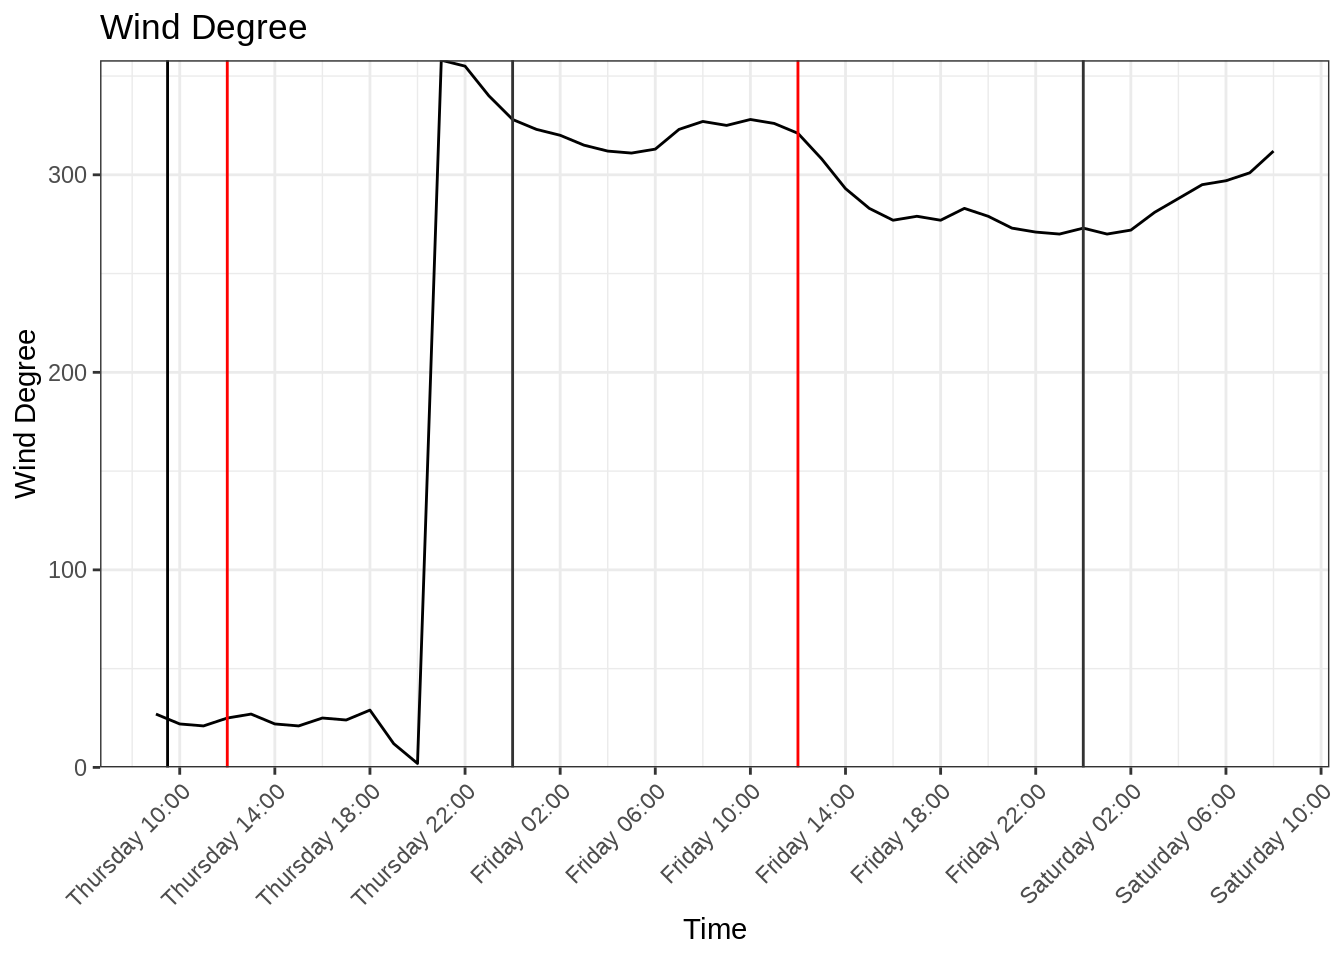 Wind Degree
Wind Degree
300
200
100
0
Thursday 10:00
Thursday 14:00
Thursday 18:00
Thursday 22:00
Friday 02:00
Friday 06:00
Friday 10:00
Friday 14:00
Friday 18:00
Friday 22:00
Saturday 02:00
Saturday 06:00
Saturday 10:00
Time